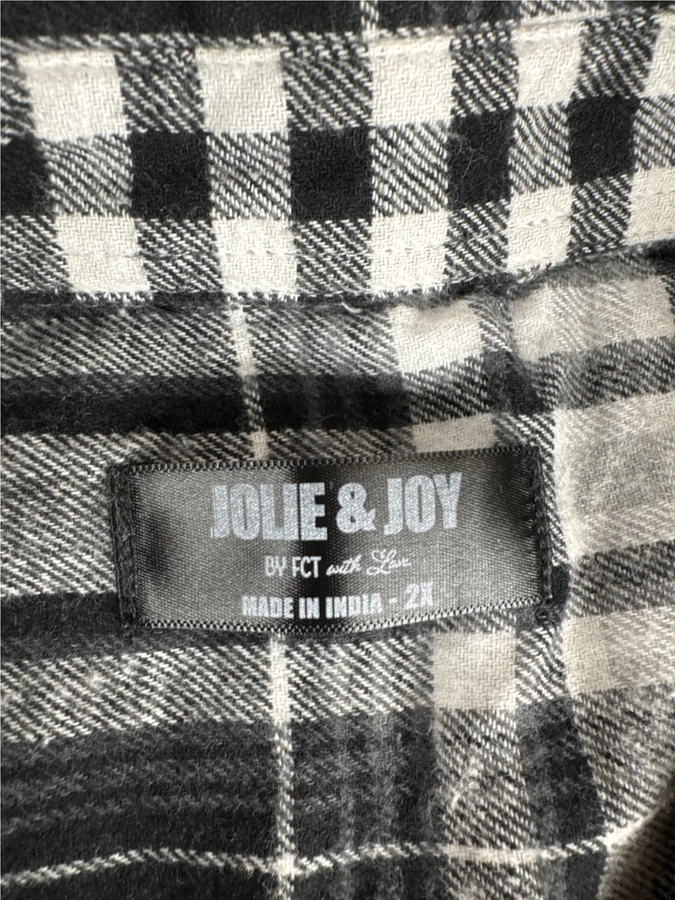 JOLIE & JOY
BY FCT with Love
MADE IN INDIA - 2X